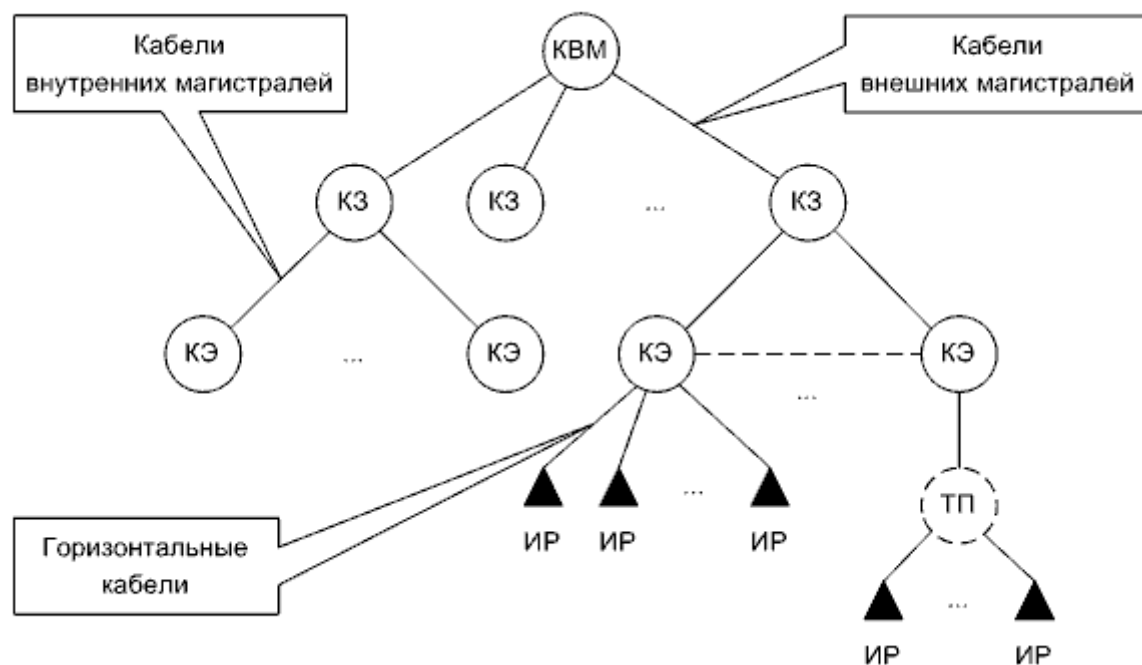 Кабели
внутренних магистралей
КВМ
Кабели
внешних магистралей
КЗ
КЗ
...
КЗ
КЭ
...
КЭ
КЭ
...
КЭ
Горизонтальные
кабели
ИР
ИР
...
ИР
ТП
ИР
...
ИР